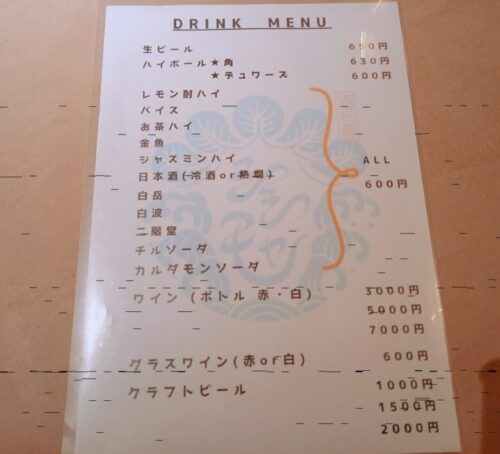 DRINK MENU
生ビール 650円
ハイボール★角 630円
★デュワーズ 600円
レモン酎ハイ
バイス
お茶ハイ
金魚
ジャスミンハイ ALL
日本酒(冷酒or熱燗) 600円
白岳
白波
二階堂
チルソーダ
カルダモンソーダ
ワイン (ボトル 赤・白) 3000円
5000円
7000円
グラスワイン(赤or白) 600円
クラフトビール 1000円
1500円
2000円